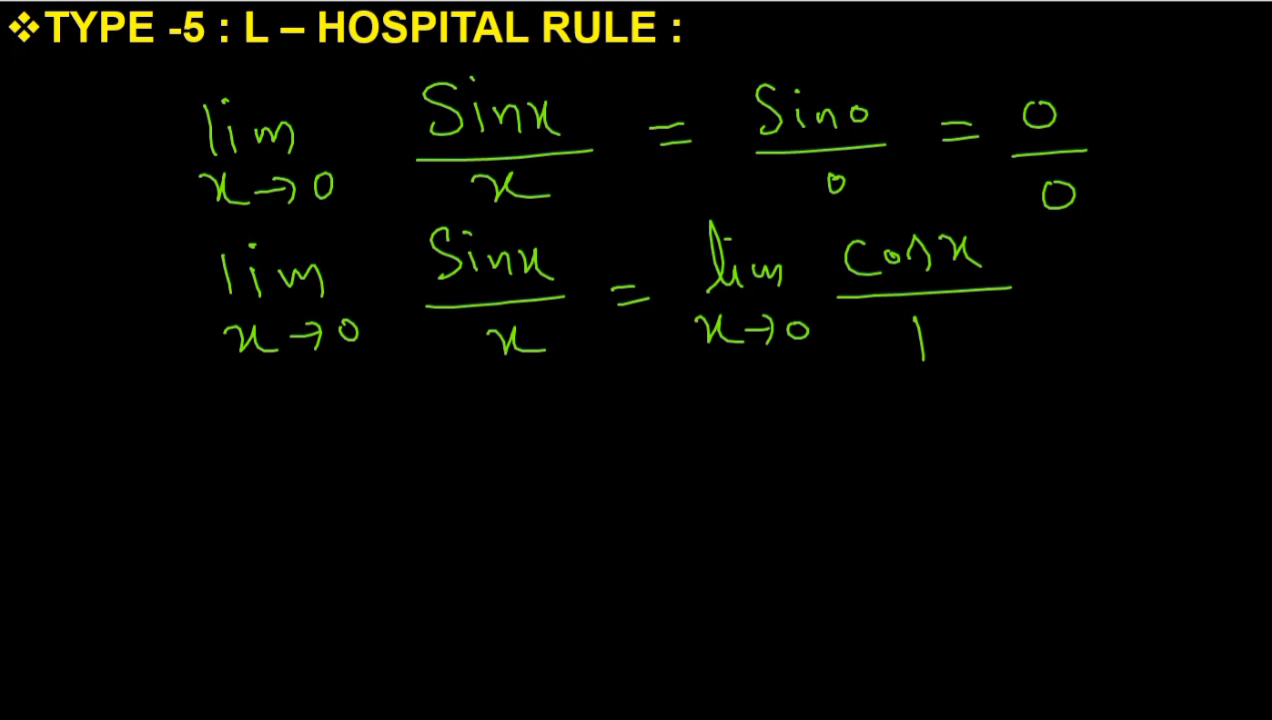 ❖TYPE -5 : L – HOSPITAL RULE :
lim x→0 Sinx/x = Sin0/0 = 0/0
lim x→0 Sinx/x = lim x→0 Cosx/1